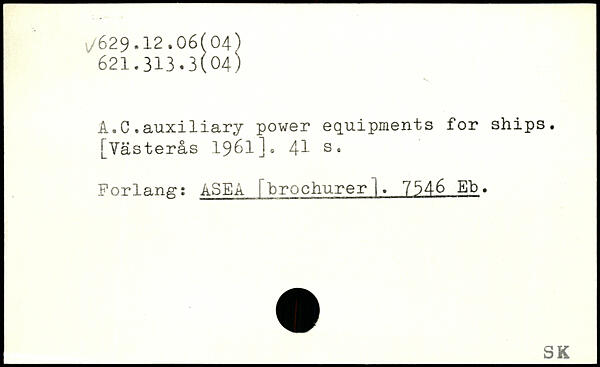 √629.12.06(04)
621.313.3(04)
A.C.auxiliary power equipments for ships.
[Västerås 1961]. 41 s.
Forlang: ASEA [brochurer]. 7546 Eb.
SK